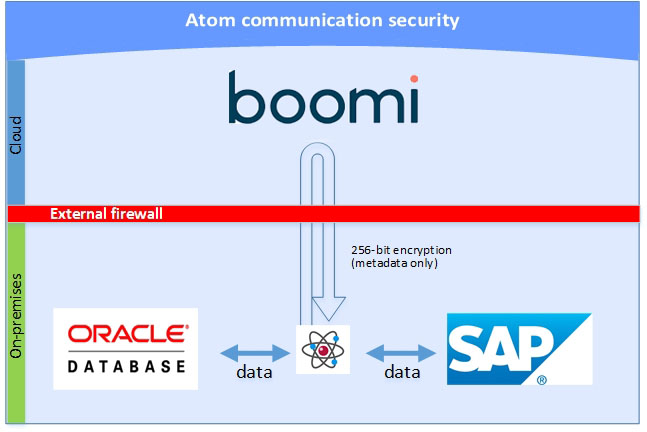 Atom communication security
Cloud
boomi
External firewall
256-bit encryption
(metadata only)
On-premises
ORACLE®
DATABASE
data
data
SAP®